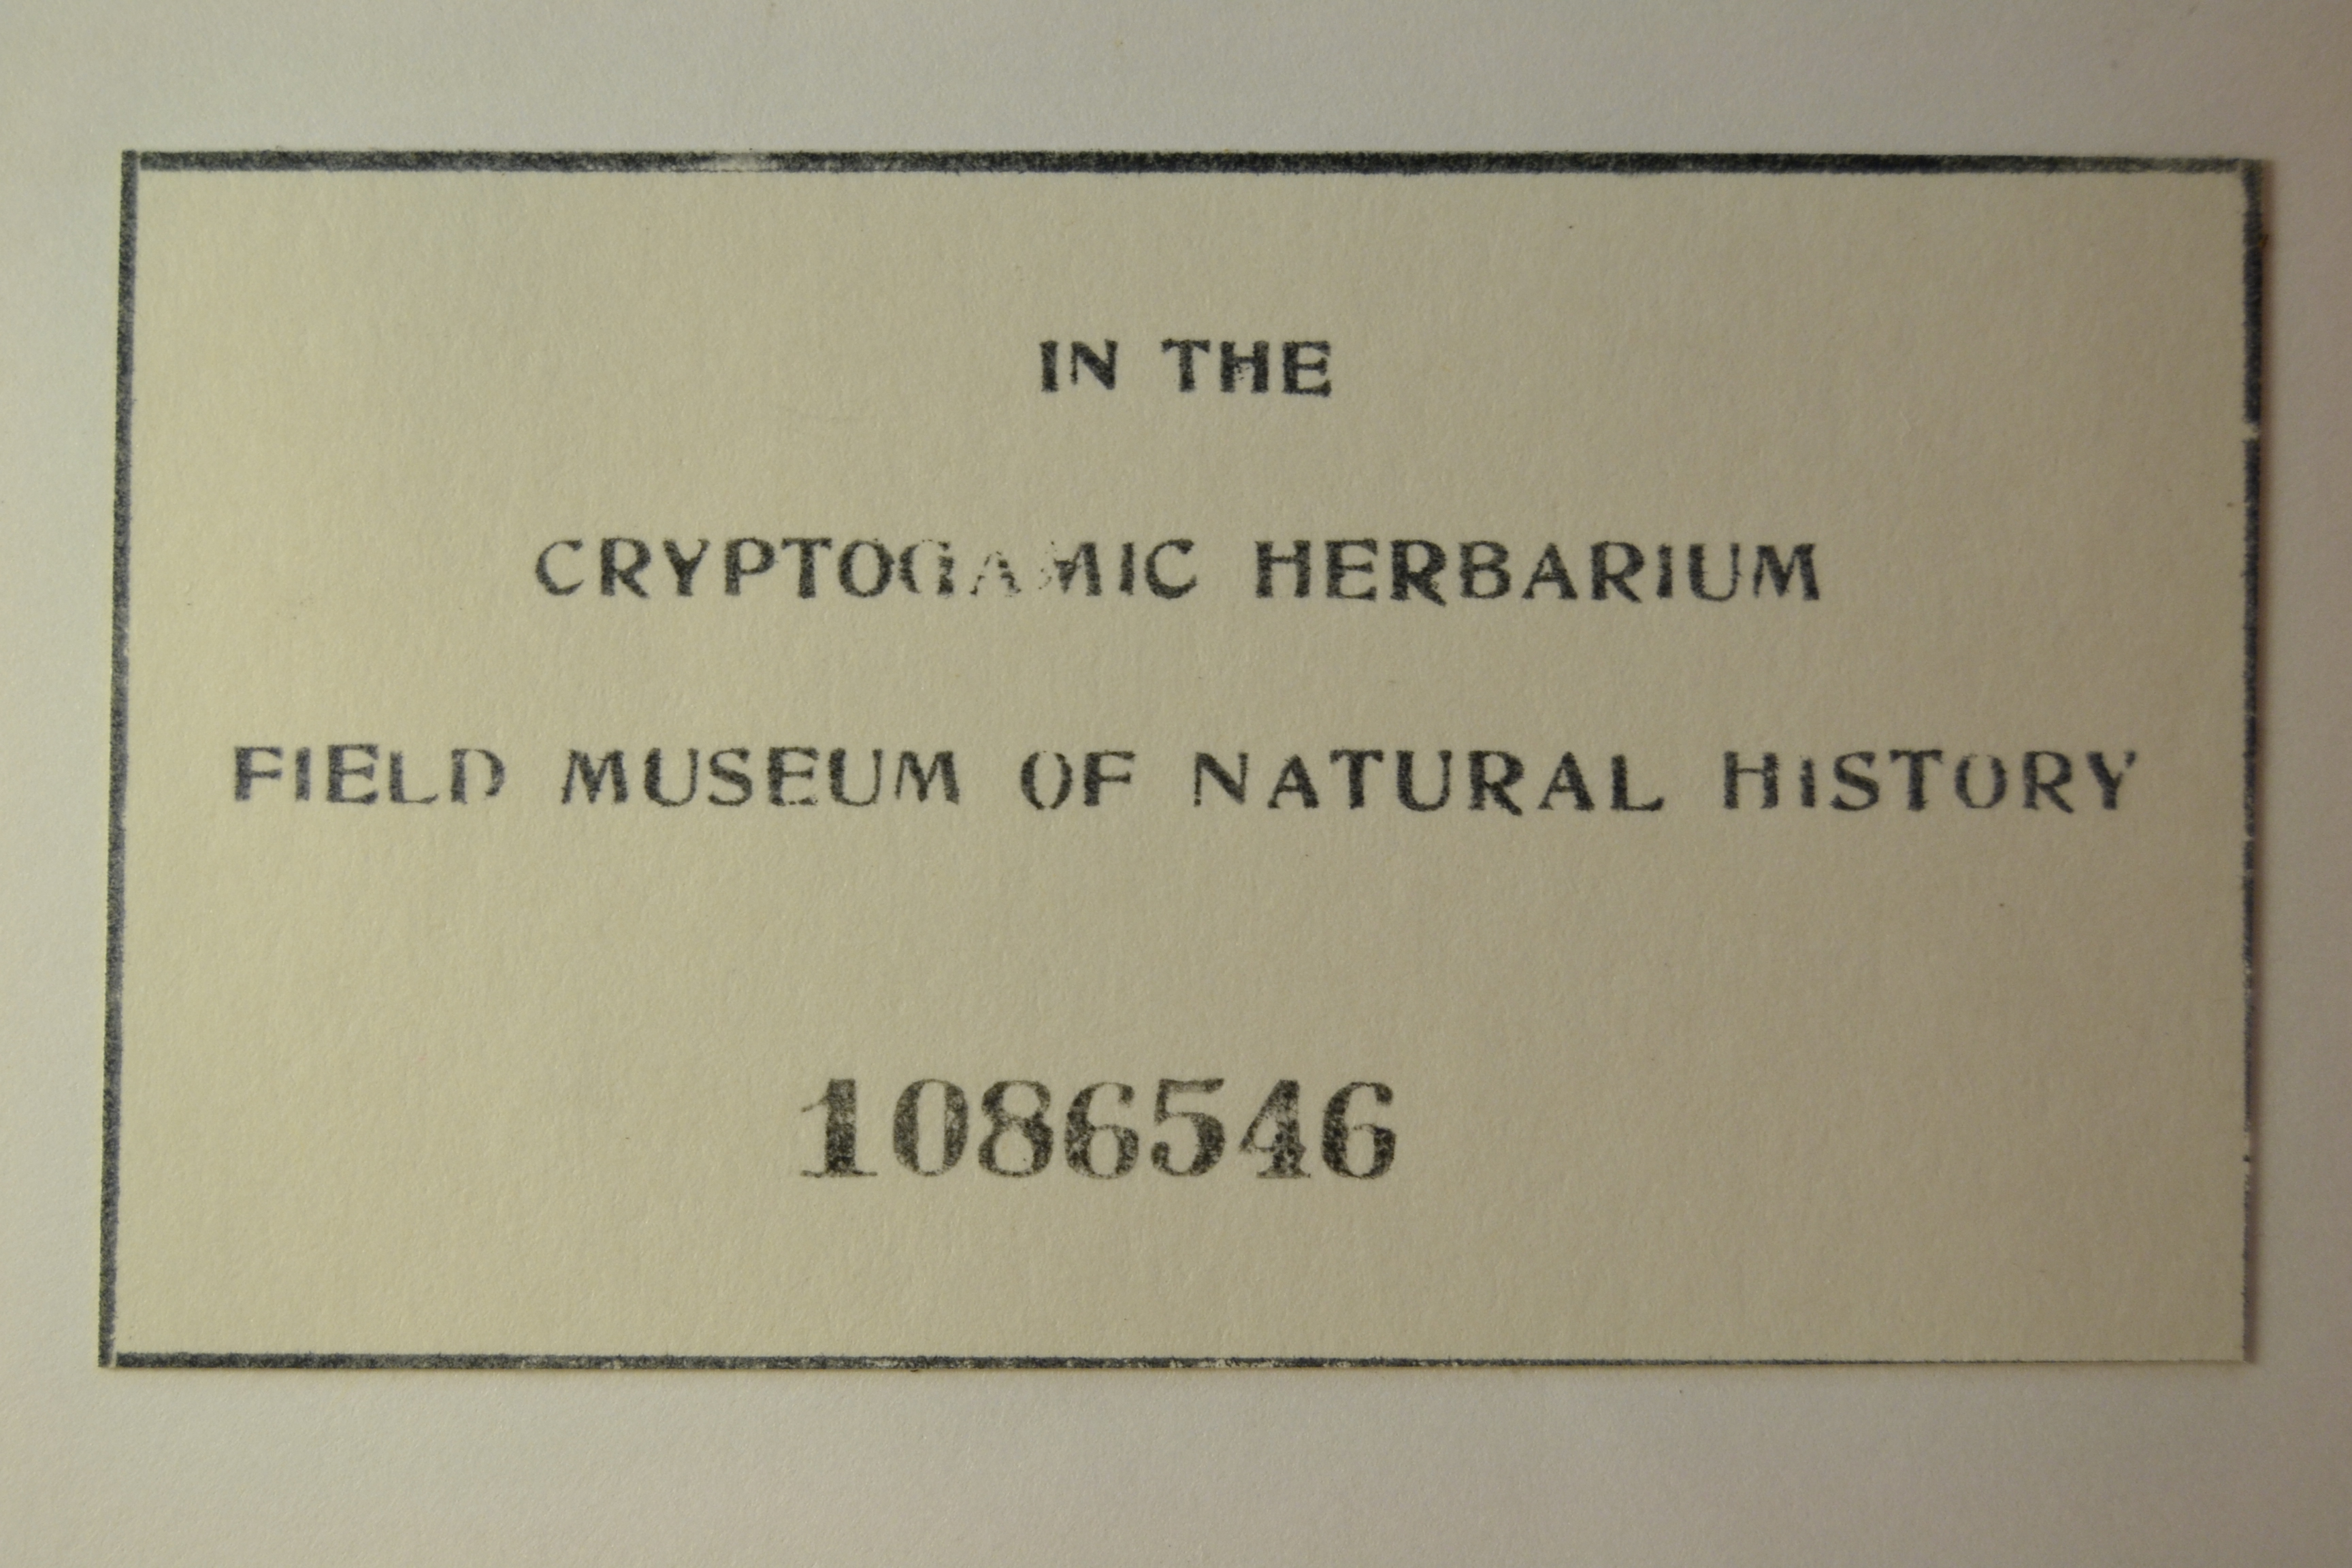 IN THE
CRYPTOGAMIC HERBARIUM
FIELD MUSEUM OF NATURAL HISTORY
1086546